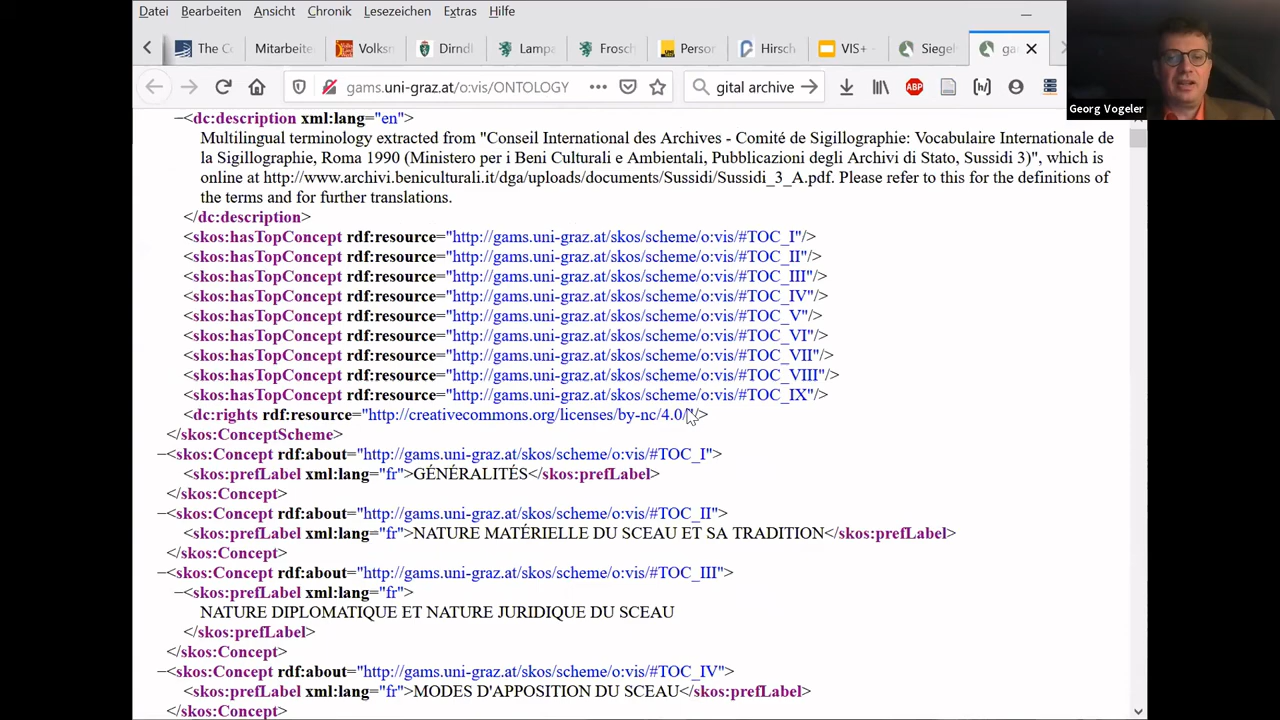 Datei Bearbeiten Ansicht Chronik Lesezeichen Extras Hilfe
The C Mitarbeite Volksn Dirndl Lampa Frosch Person Hirsch VIS+ Siegel ga
gams.uni-graz.at/o:vis/ONTOLOGY gital archive ABP
Georg Vogeler
<dc:description xml:lang="en">
Multilingual terminology extracted from "Conseil International des Archives - Comité de Sigillographie: Vocabulaire Internationale de
la Sigillographie, Roma 1990 (Ministero per i Beni Culturali e Ambientali, Pubblicazioni degli Archivi di Stato, Sussidi 3)", which is
online at http://www.archivi.beniculturali.it/dga/uploads/documents/Sussidi/Sussidi_3_A.pdf. Please refer to this for the definitions of
the terms and for further translations.
</dc:description>
<skos:hasTopConcept rdf:resource="http://gams.uni-graz.at/skos/scheme/o:vis/#TOC_I"/>
<skos:hasTopConcept rdf:resource="http://gams.uni-graz.at/skos/scheme/o:vis/#TOC_II"/>
<skos:hasTopConcept rdf:resource="http://gams.uni-graz.at/skos/scheme/o:vis/#TOC_III"/>
<skos:hasTopConcept rdf:resource="http://gams.uni-graz.at/skos/scheme/o:vis/#TOC_IV"/>
<skos:hasTopConcept rdf:resource="http://gams.uni-graz.at/skos/scheme/o:vis/#TOC_V"/>
<skos:hasTopConcept rdf:resource="http://gams.uni-graz.at/skos/scheme/o:vis/#TOC_VI"/>
<skos:hasTopConcept rdf:resource="http://gams.uni-graz.at/skos/scheme/o:vis/#TOC_VII"/>
<skos:hasTopConcept rdf:resource="http://gams.uni-graz.at/skos/scheme/o:vis/#TOC_VIII"/>
<skos:hasTopConcept rdf:resource="http://gams.uni-graz.at/skos/scheme/o:vis/#TOC_IX"/>
<dc:rights rdf:resource="http://creativecommons.org/licenses/by-nc/4.0/"/>
</skos:ConceptScheme>
<skos:Concept rdf:about="http://gams.uni-graz.at/skos/scheme/o:vis/#TOC_I">
<skos:prefLabel xml:lang="fr">GÉNÉRALITÉS</skos:prefLabel>
</skos:Concept>
<skos:Concept rdf:about="http://gams.uni-graz.at/skos/scheme/o:vis/#TOC_II">
<skos:prefLabel xml:lang="fr">NATURE MATÉRIELLE DU SCEAU ET SA TRADITION</skos:prefLabel>
</skos:Concept>
<skos:Concept rdf:about="http://gams.uni-graz.at/skos/scheme/o:vis/#TOC_III">
<skos:prefLabel xml:lang="fr">
NATURE DIPLOMATIQUE ET NATURE JURIDIQUE DU SCEAU
</skos:prefLabel>
</skos:Concept>
<skos:Concept rdf:about="http://gams.uni-graz.at/skos/scheme/o:vis/#TOC_IV">
<skos:prefLabel xml:lang="fr">MODES D'APPOSITION DU SCEAU</skos:prefLabel>
</skos:Concept>